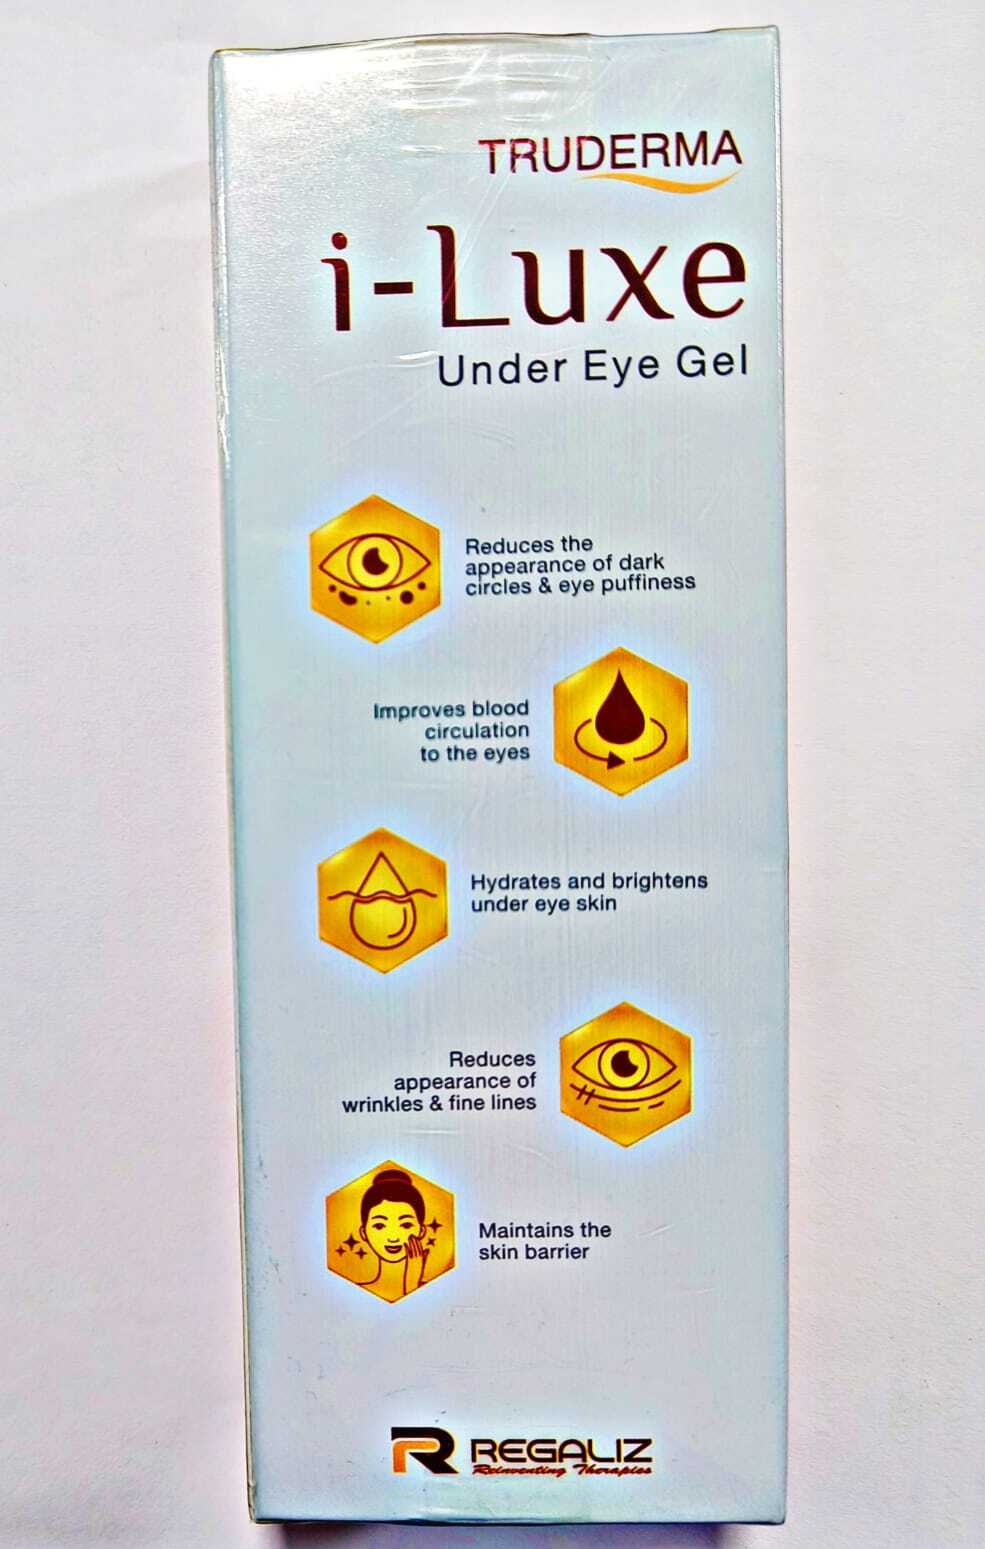 TRUDERMA
i-Luxe
Under Eye Gel
Reduces the
appearance of dark
circles & eye puffiness
Improves blood
circulation
to the eyes
Hydrates and brightens
under eye skin
Reduces
appearance of
wrinkles & fine lines
Maintains the
skin barrier
R REGALIZ
Reinventing Therapies